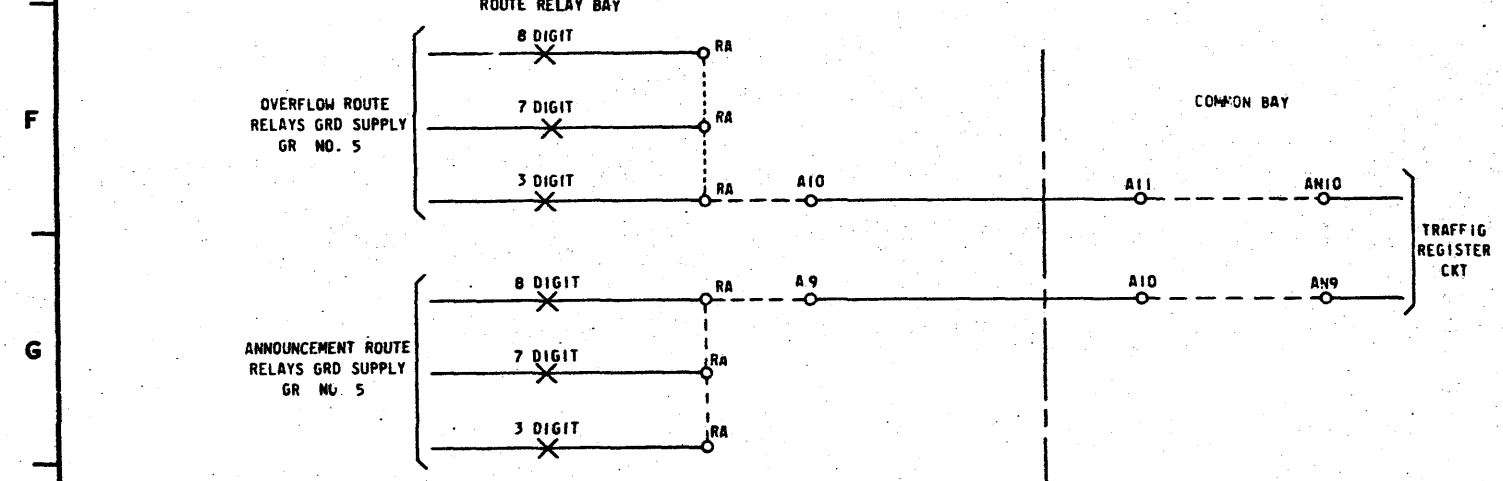 ROUTE RELAY BAY
8 DIGIT
RA
OVERFLOW ROUTE
RELAYS GRD SUPPLY
GR NO. 5
7 DIGIT
RA
3 DIGIT
RA
A10
F
COMMON BAY
A11
AN10
TRAFFIG
REGISTER
CKT
8 DIGIT
RA
A9
A10
AN9
G
ANNOUNCEMENT ROUTE
RELAYS GRD SUPPLY
GR NO. 5
7 DIGIT
RA
3 DIGIT
RA